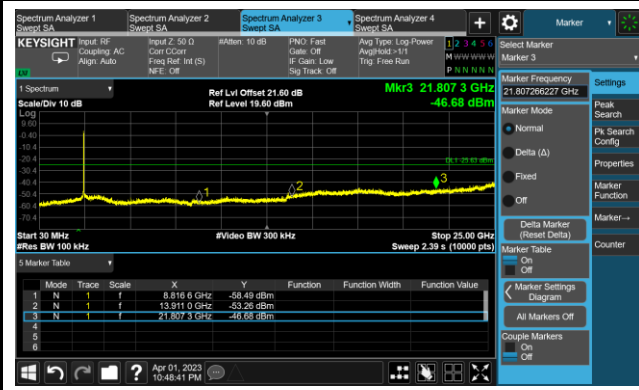 Spectrum Analyzer 1 Spectrum Analyzer 2 Spectrum Analyzer 3 Spectrum Analyzer 4 Marker
Swept SA Swept SA Swept SA Swept SA
KEYSIGHT Input: RF Input Z: 50 Ω #Atten: 10 dB PNO: Fast Avg Type: Log-Power 1 2 3 4 5 6 Select Marker
Coupling: AC Corr CCorr Gate: Off Avg|Hold:>1/1 M W W W W W Marker 3
Align: Auto Freq Ref: Int (S) IF Gain: Low Trig: Free Run
NFE: Off Sig Track: Off P N N N N N
LXI
Marker Frequency Settings
21.807266227 GHz
1 Spectrum Ref Lvl Offset 21.60 dB Mkr3 21.807 3 GHz
Scale/Div 10 dB Ref Level 19.60 dBm -46.68 dBm
Marker Mode Peak Search
Log
9.60 Normal Pk Search Config
-0.40
-10.4 Delta (Δ) Properties
-20.4 DL1 -25.63 dBm
-30.4 Fixed Marker Function
-40.4 3
-50.4 1 2 Off
-60.4 Marker→
-70.4
Delta Marker
(Reset Delta)
Start 30 MHz #Video BW 300 kHz Stop 25.00 GHz
#Res BW 100 kHz Sweep 2.39 s (10000 pts)
Counter
Marker Table
On
Off
5 Marker Table
Mode Trace Scale X Y Function Function Width Function Value
1 N 1 f 8.816 6 GHz -58.49 dBm
2 N 1 f 13.911 0 GHz -53.26 dBm
3 N 1 f 21.807 3 GHz -46.68 dBm
4
5
6
Marker Settings
Diagram
All Markers Off
Couple Markers
On
Off
Apr 01, 2023
10:48:41 PM